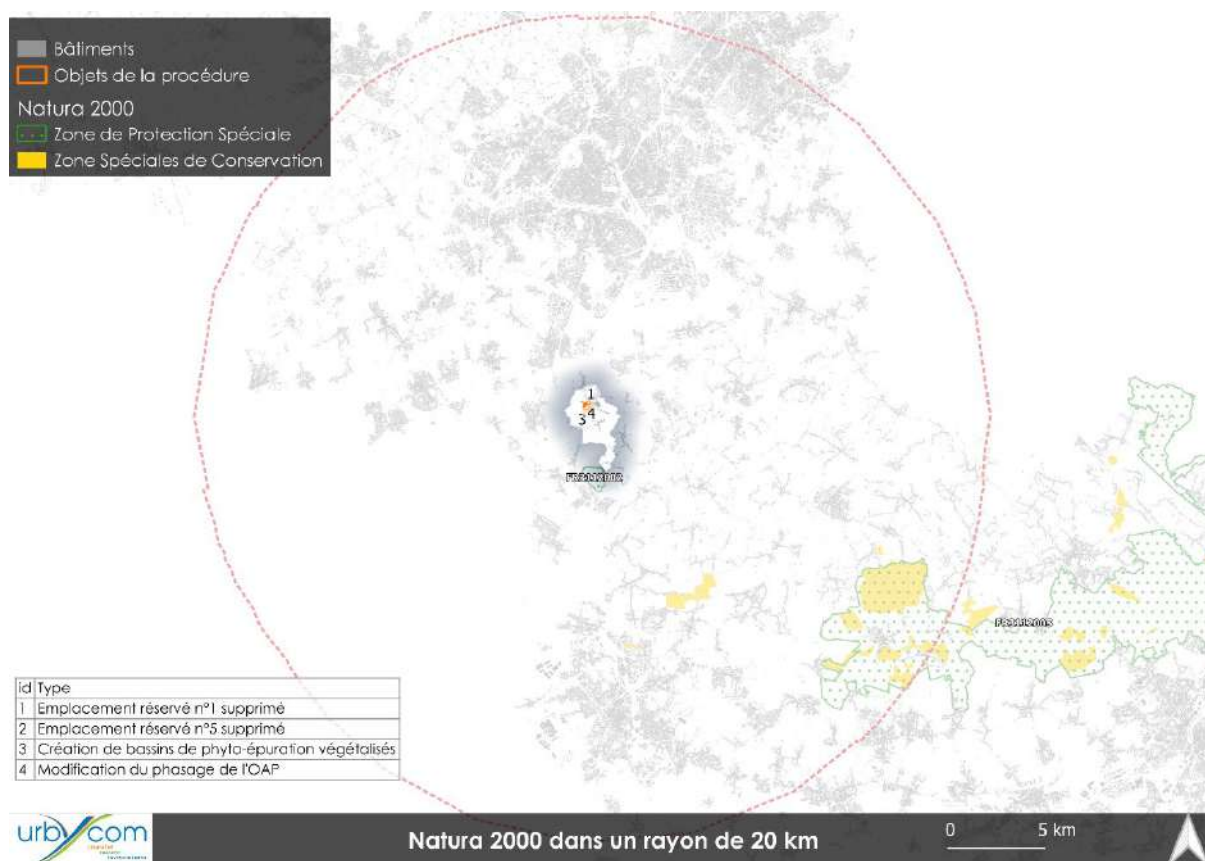 Bâtiments
Objets de la procédure
Natura 2000
Zone de Protection Spéciale
Zone Spéciales de Conservation
1
4
3
FR3112002
FR3112005
id Type
1 Emplacement réservé n°1 supprimé
2 Emplacement réservé n°5 supprimé
3 Création de bassins de phyto-épuration végétalisés
4 Modification du phasage de l'OAP
urbycom
Natura 2000 dans un rayon de 20 km
0 5 km